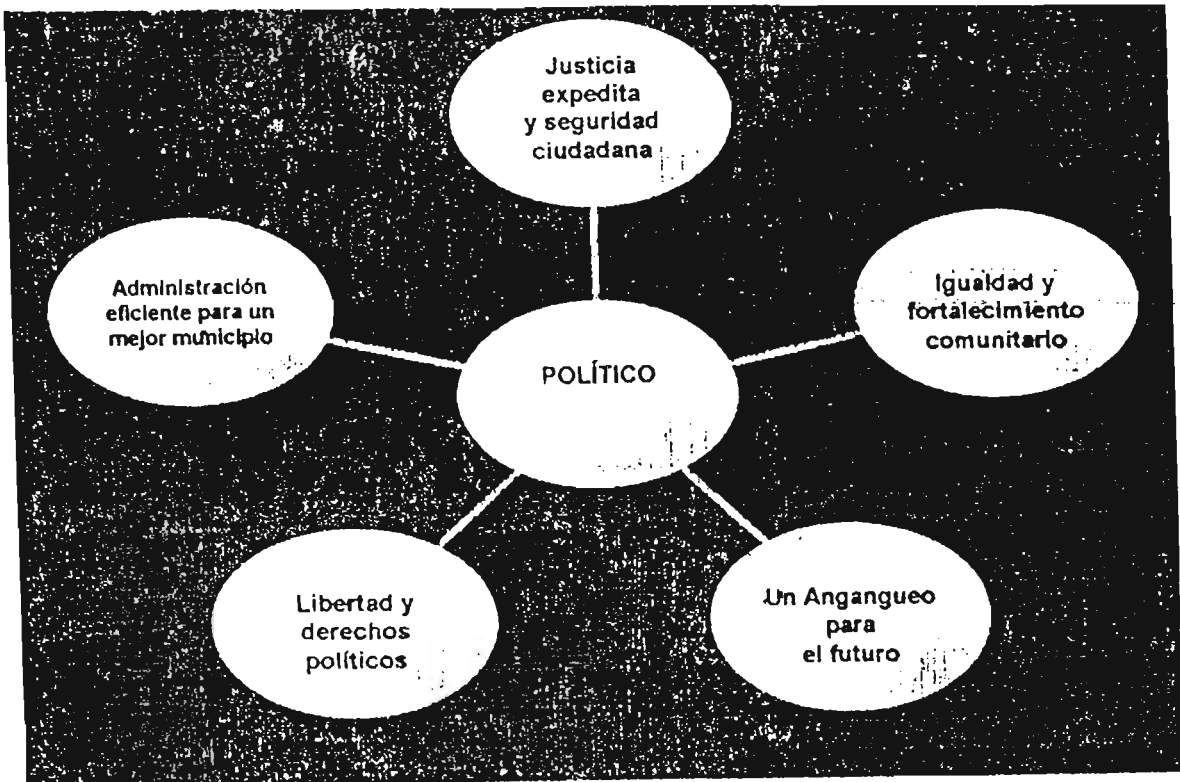 Justicia
expedita
y seguridad
ciudadana
Administración
eficiente para un
mejor municipio
Igualdad y
fortalecimiento
comunitario
POLÍTICO
Libertad y
derechos
políticos
Un Angangueo
para
el futuro